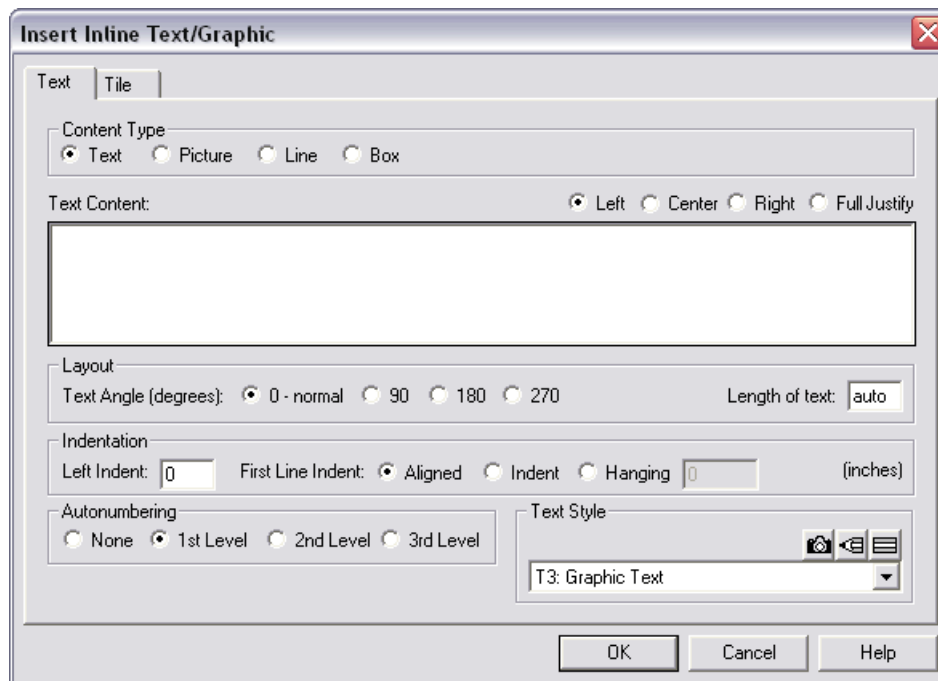 Insert Inline Text/Graphic
Text Tile
Content Type
Text Picture Line Box
Text Content: Left Center Right Full Justify
Layout
Text Angle (degrees): 0 - normal 90 180 270 Length of text: auto
Indentation
Left Indent: 0 First Line Indent: Aligned Indent Hanging 0 (inches)
Autonumbering
None 1st Level 2nd Level 3rd Level
Text Style
T3: Graphic Text
OK Cancel Help